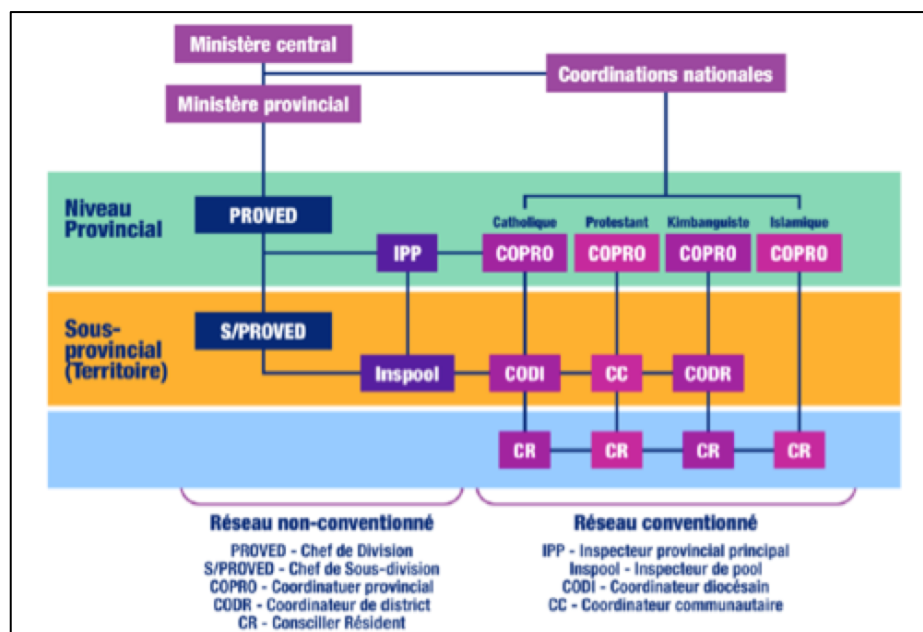 Ministère central
Coordinations nationales
Ministère provincial
Niveau
Provincial
PROVED
Catholique
Protestant
Kimbanguiste
Islamique
IPP
COPRO
COPRO
COPRO
COPRO
Sous-
provincial
(Territoire)
S/PROVED
Inspool
CODI
CC
CODR
CR
CR
CR
CR
Réseau non-conventionné
PROVED - Chef de Division
S/PROVED - Chef de Sous-division
COPRO - Coordinatuer provincial
CODR - Coordinateur de district
CR - Consciller Résident
Réseau conventionné
IPP - Inspecteur provincial principal
Inspool - Inspecteur de pool
CODI - Coordinateur diocésain
CC - Coordinateur communautaire